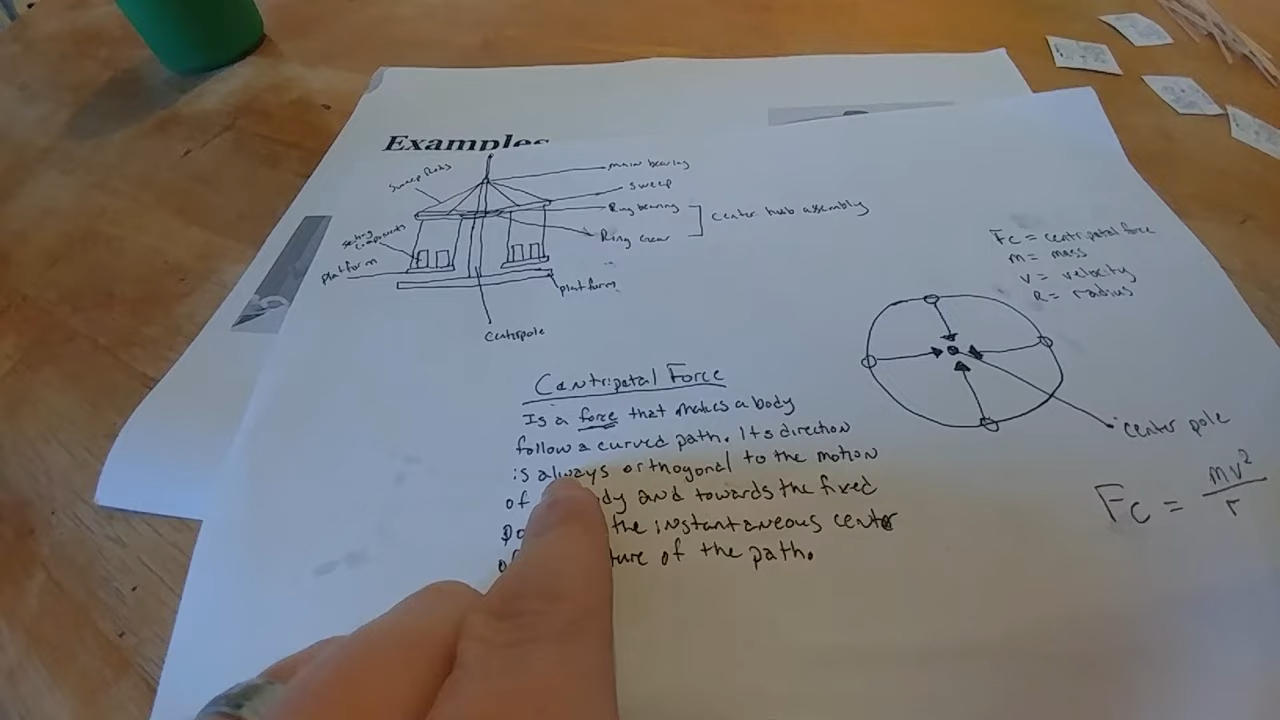 Examples
Sweep Rods
main bearing
sweep
Ring bearing
Center hub assembly
Ring Gear
Seating
Components
platform
platform
Centerpole
Fc = centripetal force
m = mass
v = velocity
R = radius
center pole
Fc = mv²/r
Centripetal Force
Is a force that makes a body
follow a curved path. Its direction
is always orthogonal to the motion
of and towards the fixed
the instantaneous center
of the path.